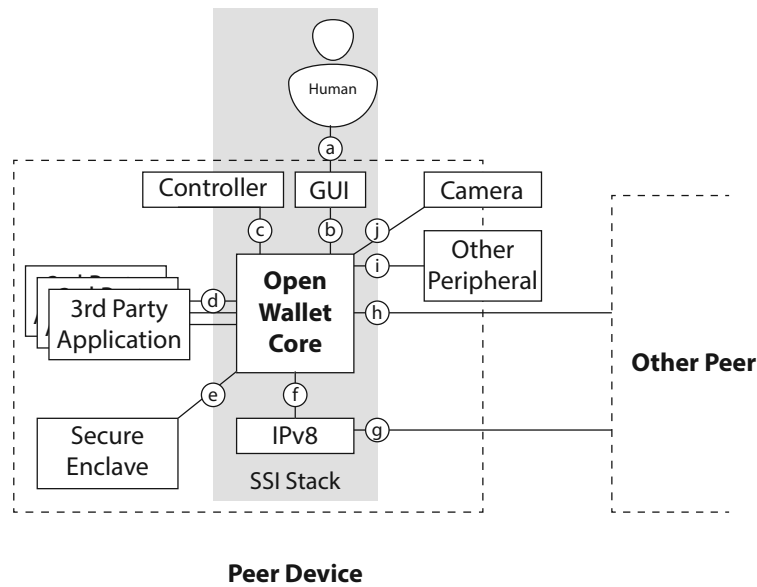 Human
a
Controller
GUI
Camera
c
b
j
Other
Peripheral
i
Open
Wallet
Core
3rd Party
Application
d
h
Other Peer
e
f
Secure
Enclave
IPv8
g
SSI Stack
Peer Device